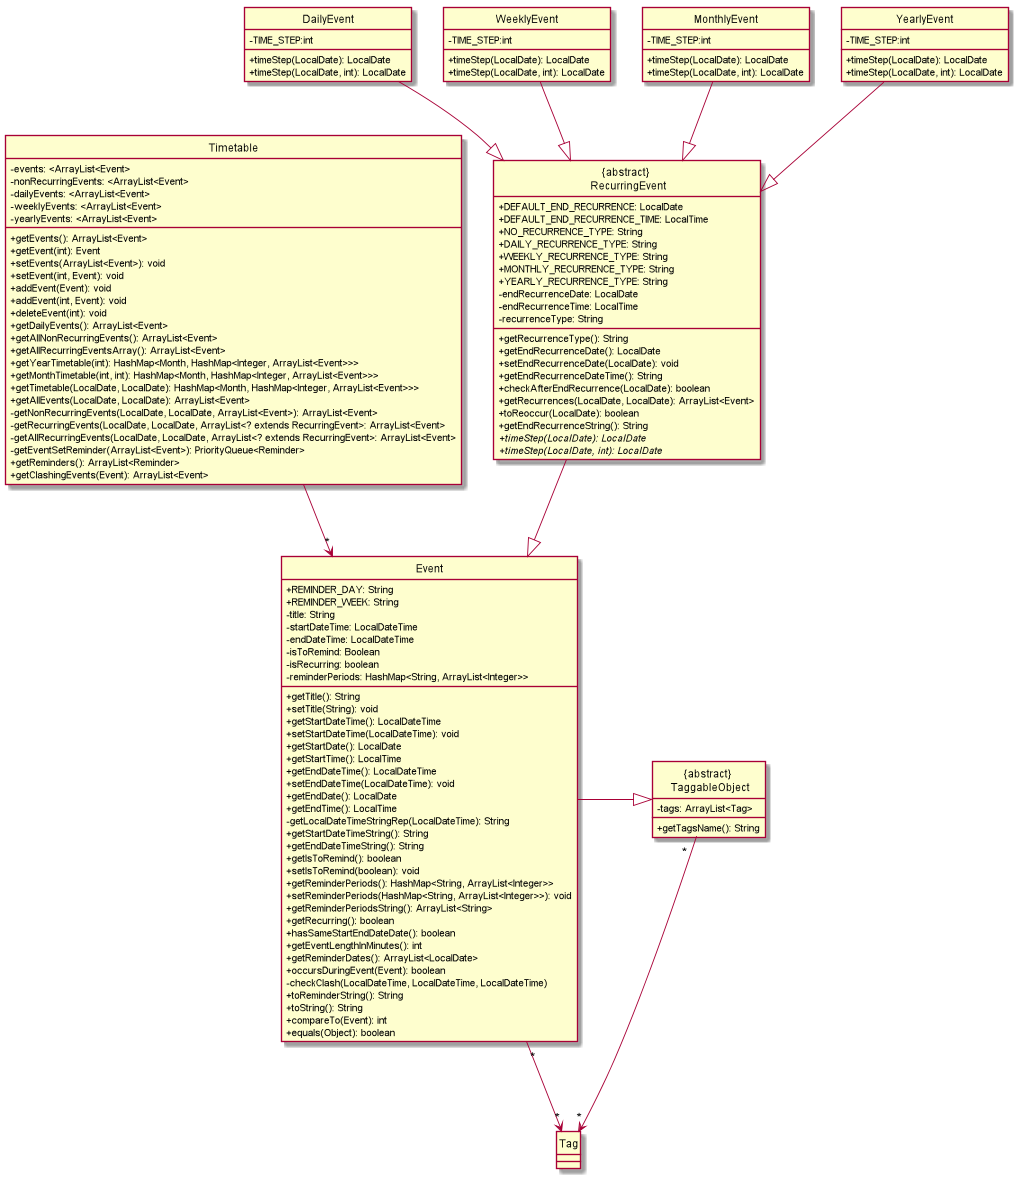 DailyEvent
-TIME_STEP:int
+timeStep(LocalDate): LocalDate
+timeStep(LocalDate, int): LocalDate
WeeklyEvent
-TIME_STEP:int
+timeStep(LocalDate): LocalDate
+timeStep(LocalDate, int): LocalDate
MonthlyEvent
-TIME_STEP:int
+timeStep(LocalDate): LocalDate
+timeStep(LocalDate, int): LocalDate
YearlyEvent
-TIME_STEP:int
+timeStep(LocalDate): LocalDate
+timeStep(LocalDate, int): LocalDate
Timetable
-events: <ArrayList<Event>
-nonRecurringEvents: <ArrayList<Event>
-dailyEvents: <ArrayList<Event>
-weeklyEvents: <ArrayList<Event>
-yearlyEvents: <ArrayList<Event>
+getEvents(): ArrayList<Event>
+getEvent(int): Event
+setEvents(ArrayList<Event>): void
+setEvent(int, Event): void
+addEvent(Event): void
+addEvent(int, Event): void
+deleteEvent(int): void
+getDailyEvents(): ArrayList<Event>
+getAllNonRecurringEvents(): ArrayList<Event>
+getAllRecurringEventsArray(): ArrayList<Event>
+getYearTimetable(int): HashMap<Month, HashMap<Integer, ArrayList<Event>>>
+getMonthTimetable(int, int): HashMap<Month, HashMap<Integer, ArrayList<Event>>>
+getTimetable(LocalDate, LocalDate): HashMap<Month, HashMap<Integer, ArrayList<Event>>>
+getAllEvents(LocalDate, LocalDate): ArrayList<Event>
-getNonRecurringEvents(LocalDate, LocalDate, ArrayList<Event>): ArrayList<Event>
-getRecurringEvents(LocalDate, LocalDate, ArrayList<? extends RecurringEvent>: ArrayList<Event>
-getAllRecurringEvents(LocalDate, LocalDate, ArrayList<? extends RecurringEvent>: ArrayList<Event>
-getEventSetReminder(ArrayList<Event>): PriorityQueue<Reminder>
+getReminders(): ArrayList<Reminder>
+getClashingEvents(Event): ArrayList<Event>
{abstract}
RecurringEvent
+DEFAULT_END_RECURRENCE: LocalDate
+DEFAULT_END_RECURRENCE_TIME: LocalTime
+NO_RECURRENCE_TYPE: String
+DAILY_RECURRENCE_TYPE: String
+WEEKLY_RECURRENCE_TYPE: String
+MONTHLY_RECURRENCE_TYPE: String
+YEARLY_RECURRENCE_TYPE: String
-endRecurrenceDate: LocalDate
-endRecurrenceTime: LocalTime
-recurrenceType: String
+getRecurrenceType(): String
+getEndRecurrenceDate(): LocalDate
+setEndRecurrenceDate(LocalDate): void
+getEndRecurrenceDateTime(): String
+checkAfterEndRecurrence(LocalDate): boolean
+getRecurrences(LocalDate, LocalDate): ArrayList<Event>
+toReoccur(LocalDate): boolean
+getEndRecurrenceString(): String
+timeStep(LocalDate): LocalDate
+timeStep(LocalDate, int): LocalDate
*
Event
+REMINDER_DAY: String
+REMINDER_WEEK: String
-title: String
-startDateTime: LocalDateTime
-endDateTime: LocalDateTime
-isToRemind: Boolean
-isRecurring: boolean
-reminderPeriods: HashMap<String, ArrayList<Integer>>
+getTitle(): String
+setTitle(String): void
+getStartDateTime(): LocalDateTime
+setStartDateTime(LocalDateTime): void
+getStartDate(): LocalDate
+getStartTime(): LocalTime
+getEndDateTime(): LocalDateTime
+setEndDateTime(LocalDateTime): void
+getEndDate(): LocalDate
+getEndTime(): LocalTime
-getLocalDateTimeStringRep(LocalDateTime): String
+getStartDateTimeString(): String
+getEndDateTimeString(): String
+getIsToRemind(): boolean
+setIsToRemind(boolean): void
+getReminderPeriods(): HashMap<String, ArrayList<Integer>>
+setReminderPeriods(HashMap<String, ArrayList<Integer>>): void
+getReminderPeriodsString(): ArrayList<String>
+getRecurring(): boolean
+hasSameStartEndDateDate(): boolean
+getEventLengthInMinutes(): int
+getReminderDates(): ArrayList<LocalDate>
+occursDuringEvent(Event): boolean
-checkClash(LocalDateTime, LocalDateTime, LocalDateTime)
+toReminderString(): String
+toString(): String
+compareTo(Event): int
+equals(Object): boolean
{abstract}
TaggableObject
-tags: ArrayList<Tag>
+getTagsName(): String
*
*
*
*
Tag